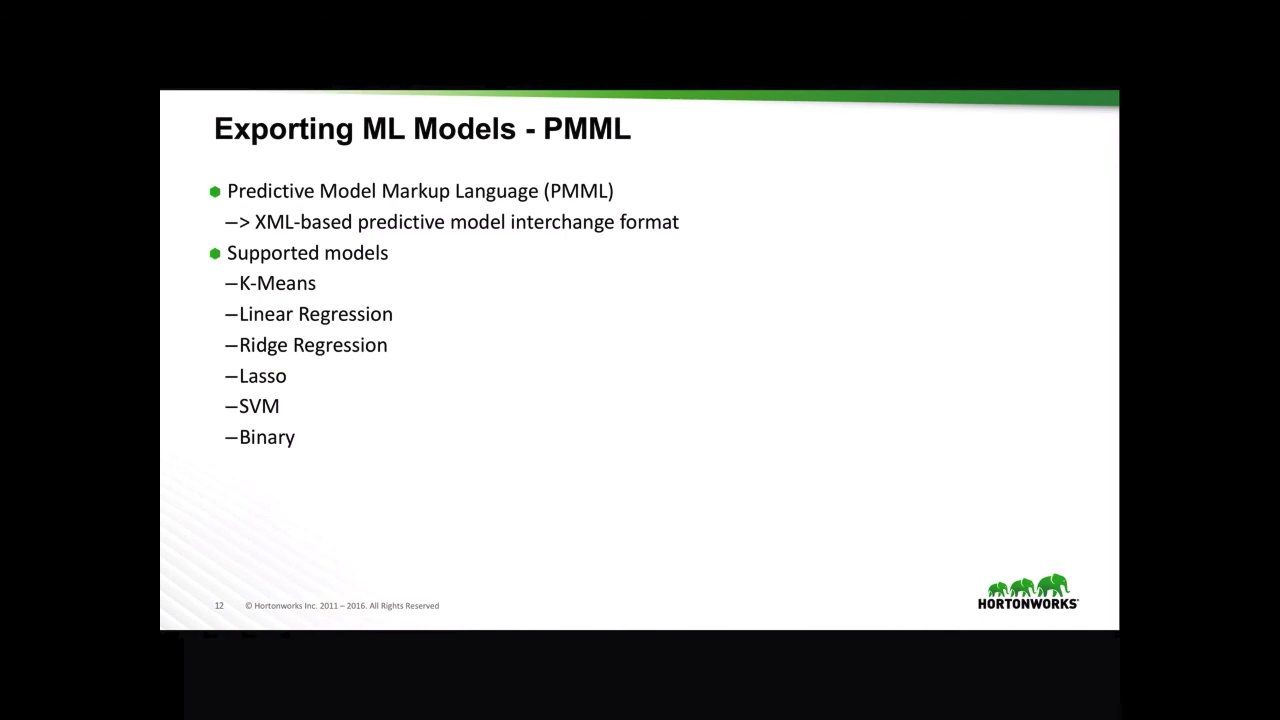 Exporting ML Models - PMML
Predictive Model Markup Language (PMML)
–> XML-based predictive model interchange format
Supported models
–K-Means
–Linear Regression
–Ridge Regression
–Lasso
–SVM
–Binary
12 © Hortonworks Inc. 2011 – 2016. All Rights Reserved
HORTONWORKS®